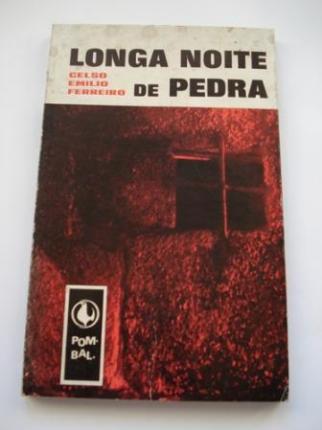 LONGA NOITE
CELSO
EMILIO
FERREIRO
DE PEDRA
POM-
BAL.